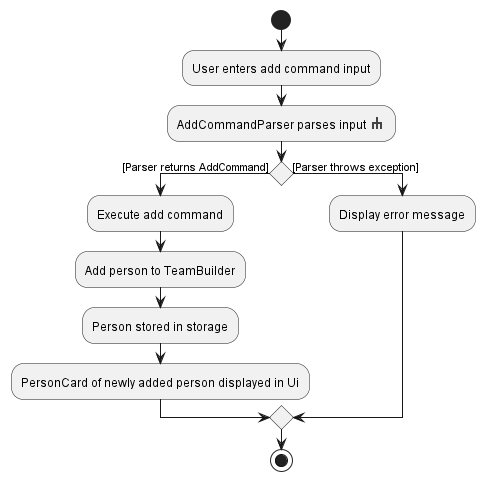 User enters add command input
AddCommandParser parses input
[Parser returns AddCommand]
[Parser throws exception]
Execute add command
Display error message
Add person to TeamBuilder
Person stored in storage
PersonCard of newly added person displayed in Ui